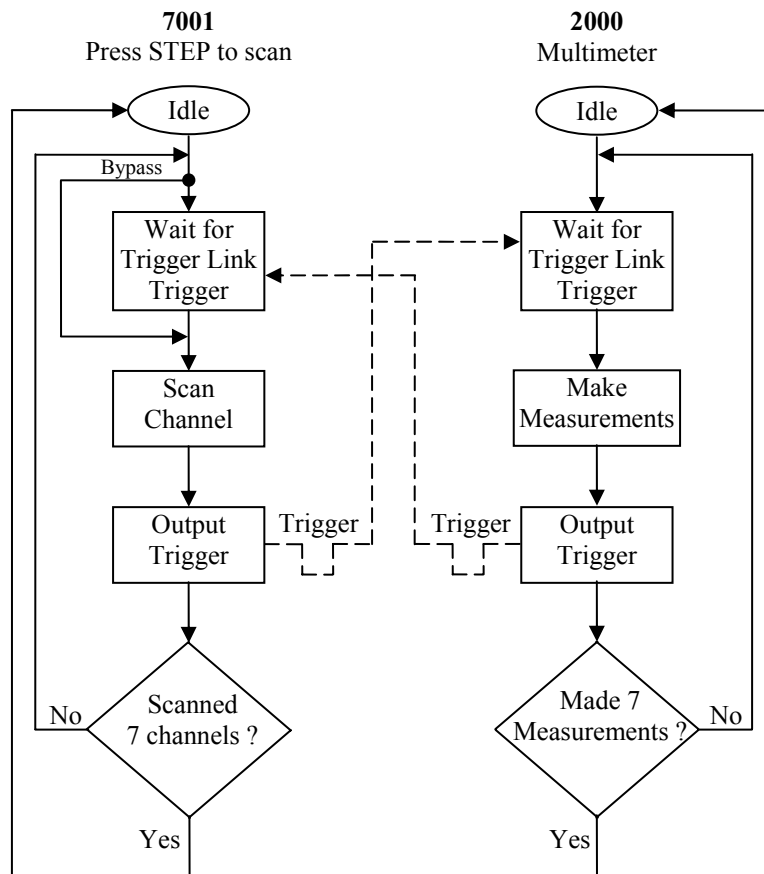 7001
Press STEP to scan
Idle
Bypass
Wait for
Trigger Link
Trigger
Scan
Channel
Output
Trigger
Trigger
Scanned
7 channels ?
No
Yes
2000
Multimeter
Idle
Wait for
Trigger Link
Trigger
Make
Measurements
Trigger
Output
Trigger
Made 7
Measurements ?
No
Yes